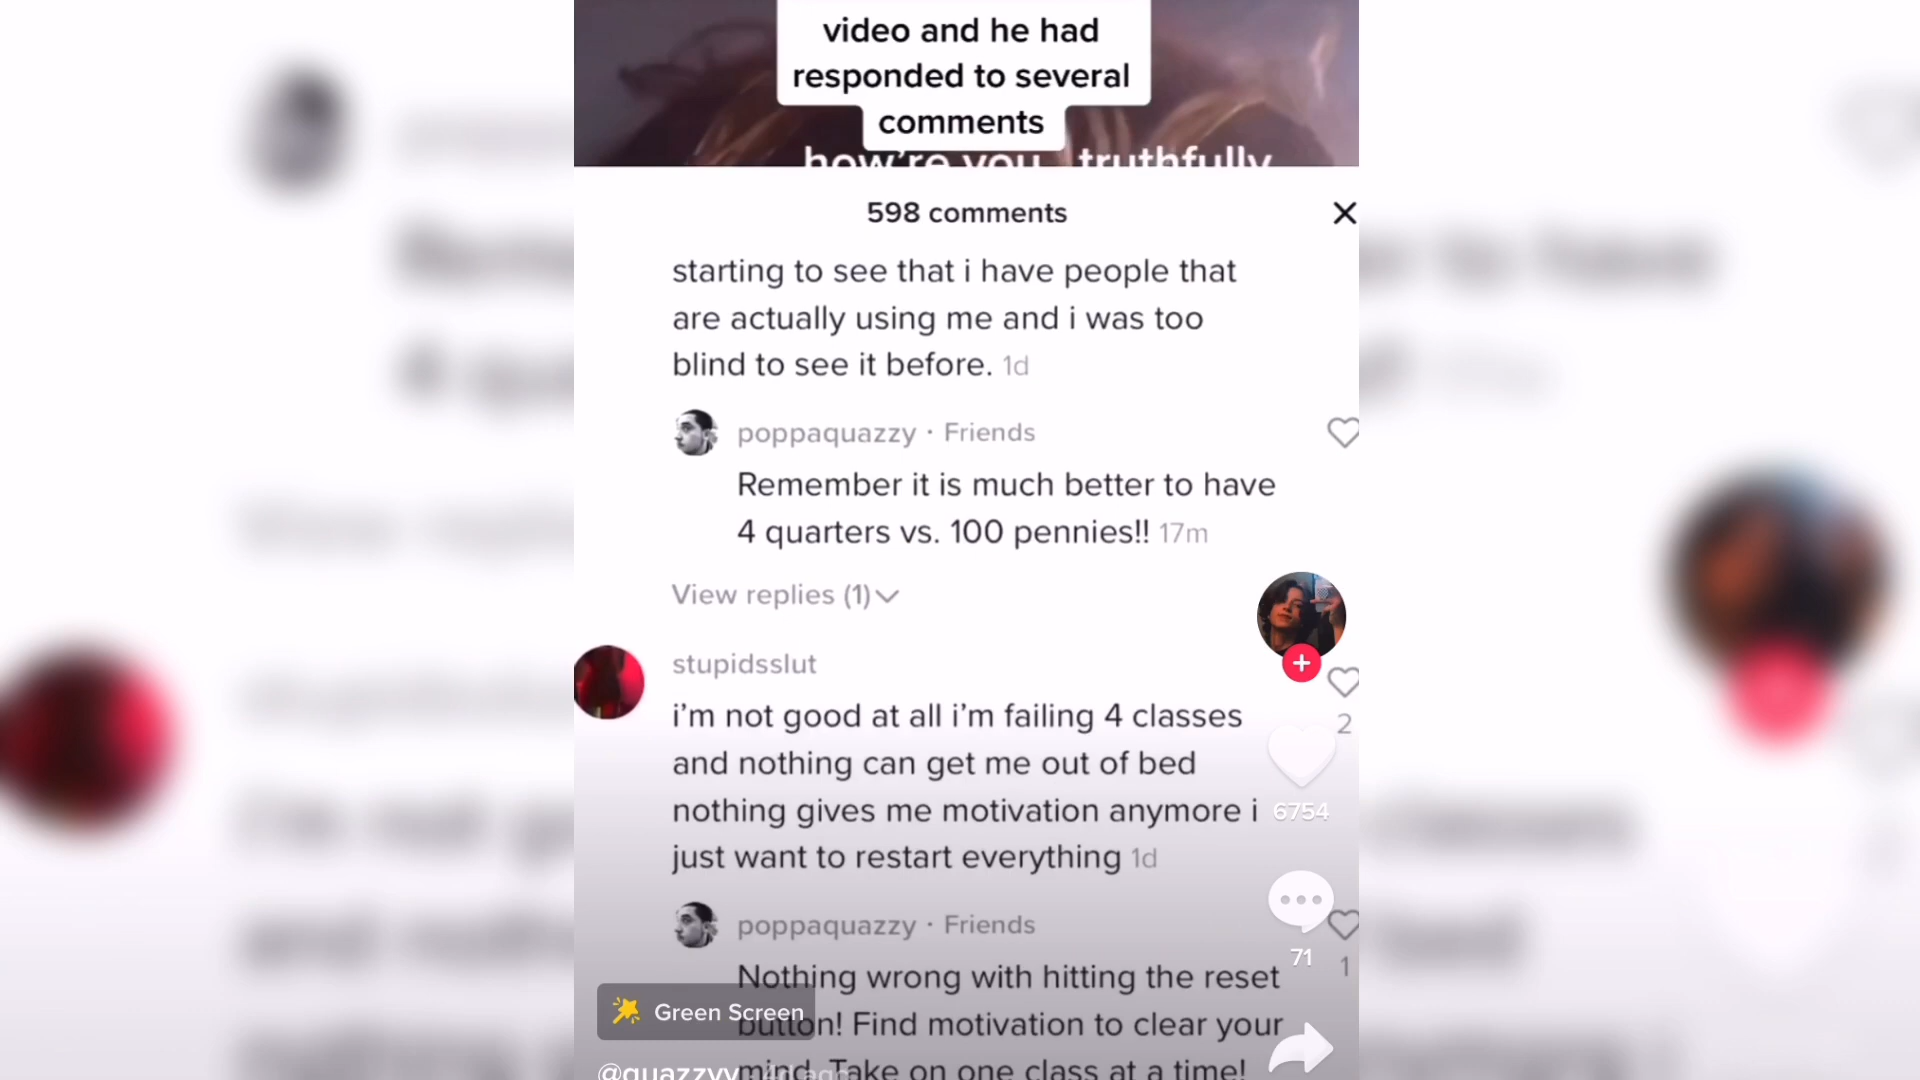 video and he had
responded to several
comments
how're you, truthfully
598 comments
starting to see that i have people that
are actually using me and i was too
blind to see it before. 1d
poppaquazzy · Friends
Remember it is much better to have
4 quarters vs. 100 pennies!! 17m
View replies (1)
stupidsslut
i'm not good at all i'm failing 4 classes
2
and nothing can get me out of bed
nothing gives me motivation anymore i
6754
just want to restart everything 1d
poppaquazzy · Friends
71
1
Nothing wrong with hitting the reset
Green Screen
button! Find motivation to clear your
@quazzyy
mind. Take on one class at a time!